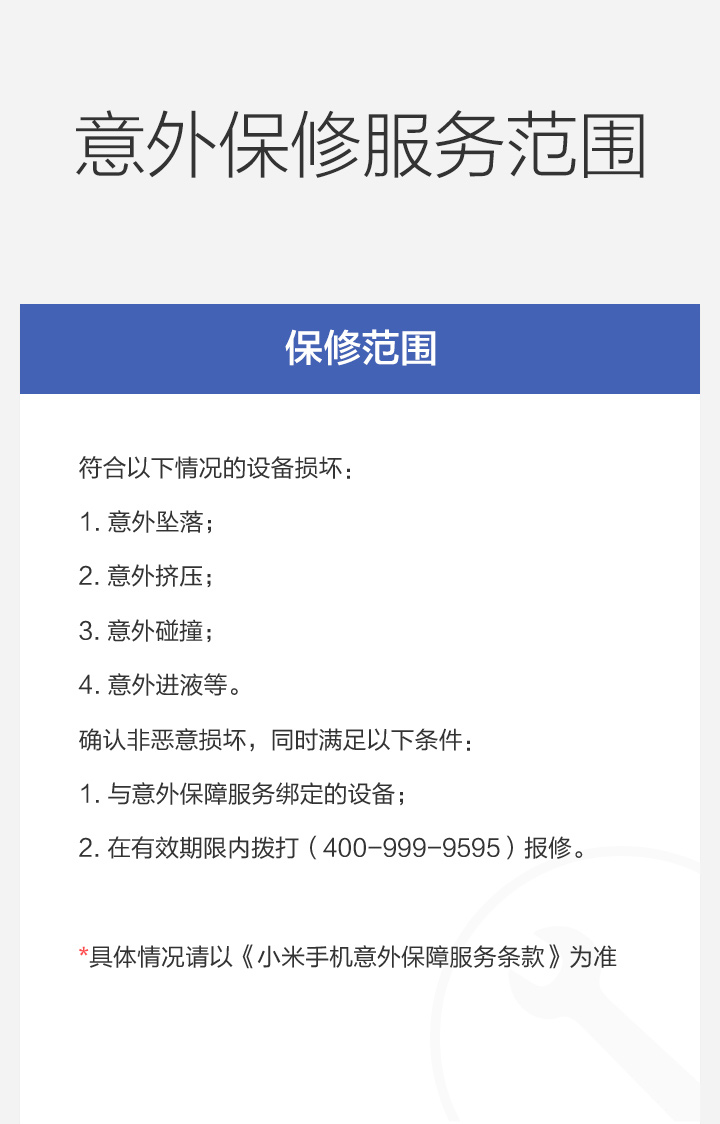 意外保修服务范围
保修范围
符合以下情况的设备损坏：
1. 意外坠落；
2. 意外挤压；
3. 意外碰撞；
4. 意外进液等。
确认非恶意损坏，同时满足以下条件：
1. 与意外保障服务绑定的设备；
2. 在有效期限内拨打（400-999-9595）报修。
*具体情况请以《小米手机意外保障服务条款》为准